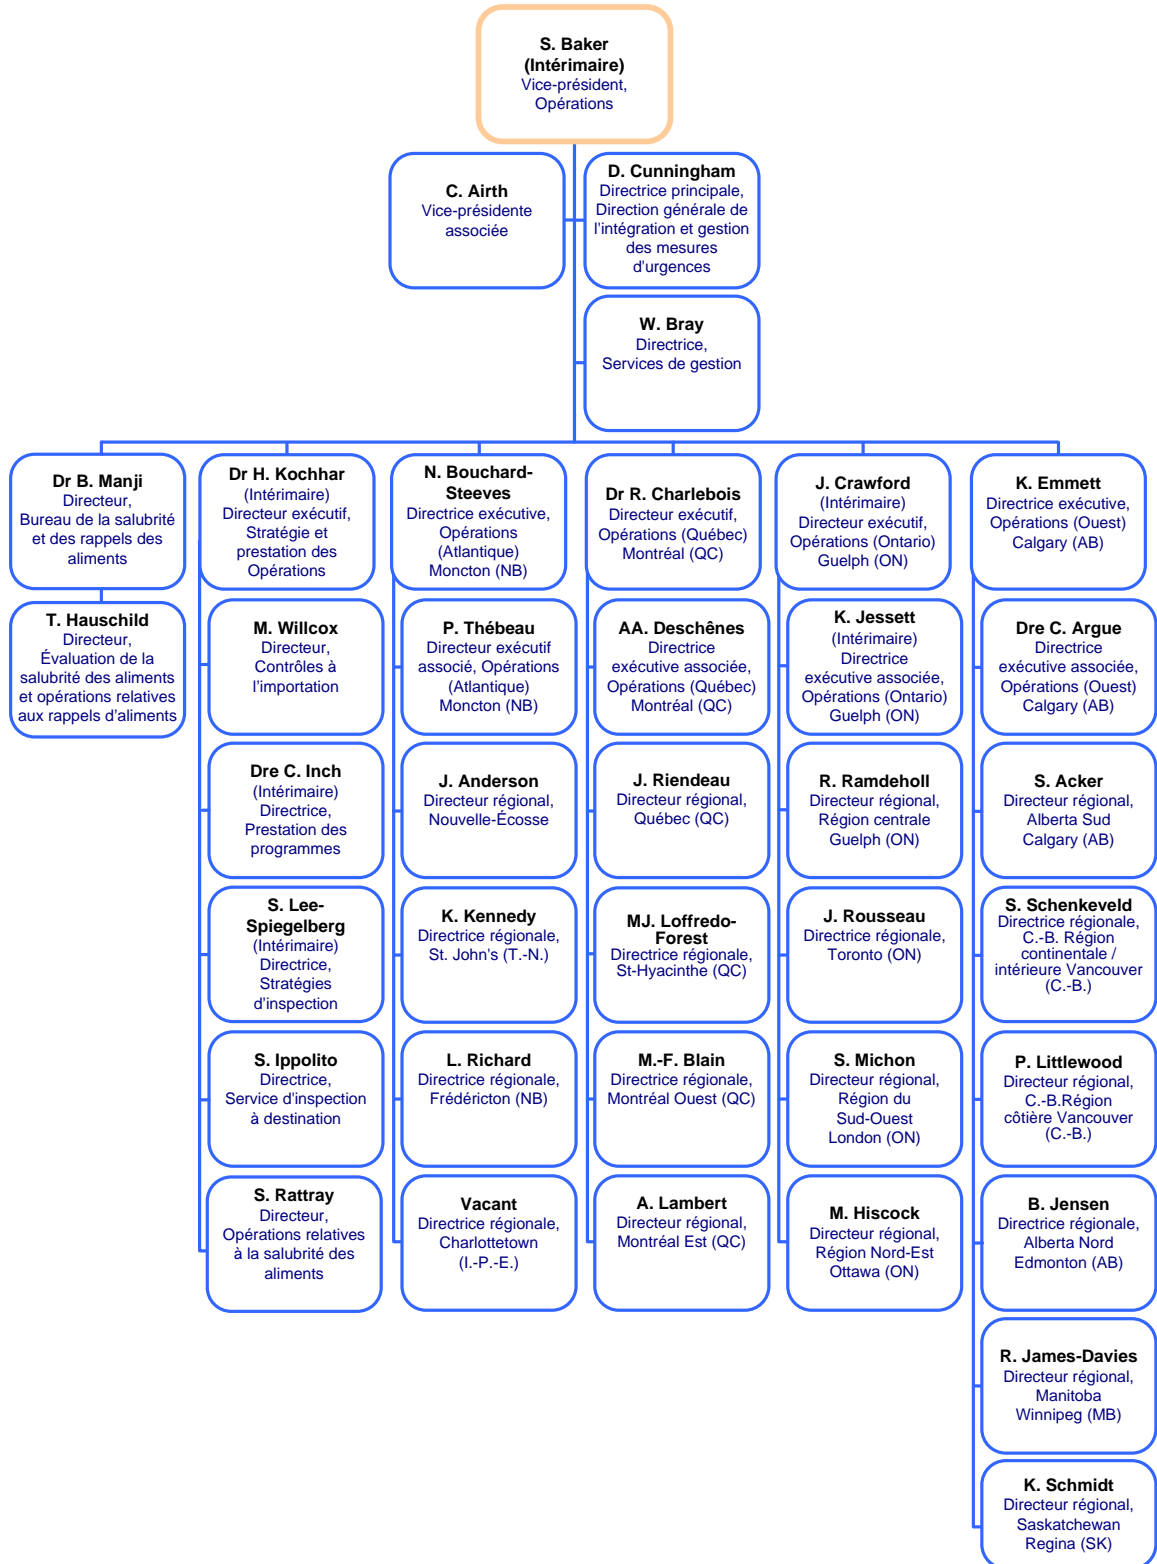 S. Baker
(Intérimaire)
Vice-président,
Opérations
C. Airth
Vice-présidente
associée
D. Cunningham
Directrice principale,
Direction générale de
l'intégration et gestion
des mesures
d'urgences
W. Bray
Directrice,
Services de gestion
Dr B. Manji
Directeur,
Bureau de la salubrité
et des rappels des
aliments
T. Hauschild
Directeur,
Évaluation de la
salubrité des aliments
et opérations relatives
aux rappels d'aliments
Dr H. Kochhar
(Intérimaire)
Directeur exécutif,
Stratégie et
prestation des
Opérations
M. Willcox
Directeur,
Contrôles à
l'importation
Dre C. Inch
(Intérimaire)
Directrice,
Prestation des
programmes
S. Lee-
Spiegelberg
(Intérimaire)
Directrice,
Stratégies
d'inspection
S. Ippolito
Directrice,
Service d'inspection
à destination
S. Rattray
Directeur,
Opérations relatives
à la salubrité des
aliments
N. Bouchard-
Steeves
Directrice exécutive,
Opérations
(Atlantique)
Moncton (NB)
P. Thébeau
Directeur exécutif
associé, Opérations
(Atlantique)
Moncton (NB)
J. Anderson
Directeur régional,
Nouvelle-Écosse
K. Kennedy
Directrice régionale,
St. John's (T.-N.)
L. Richard
Directrice régionale,
Frédéricton (NB)
Vacant
Directrice régionale,
Charlottetown
(I.-P.-E.)
Dr R. Charlebois
Directeur exécutif,
Opérations (Québec)
Montréal (QC)
AA. Deschênes
Directrice
exécutive associée,
Opérations (Québec)
Montréal (QC)
J. Riendeau
Directeur régional,
Québec (QC)
MJ. Loffredo-
Forest
Directrice régionale,
St-Hyacinthe (QC)
M.-F. Blain
Directrice régionale,
Montréal Ouest (QC)
A. Lambert
Directeur régional,
Montréal Est (QC)
J. Crawford
(Intérimaire)
Directeur exécutif,
Opérations (Ontario)
Guelph (ON)
K. Jessett
(Intérimaire)
Directrice
exécutive associée,
Opérations (Ontario)
Guelph (ON)
R. Ramdeholl
Directeur régional,
Région centrale
Guelph (ON)
J. Rousseau
Directrice régionale,
Toronto (ON)
S. Michon
Directeur régional,
Région du
Sud-Ouest
London (ON)
M. Hiscock
Directeur régional,
Région Nord-Est
Ottawa (ON)
K. Emmett
Directrice exécutive,
Opérations (Ouest)
Calgary (AB)
Dre C. Argue
Directrice
exécutive associée,
Opérations (Ouest)
Calgary (AB)
S. Acker
Directeur régional,
Alberta Sud
Calgary (AB)
S. Schenkeveld
Directrice régionale,
C.-B. Région
continentale /
intérieure Vancouver
(C.-B.)
P. Littlewood
Directeur régional,
C.-B.Région
côtière Vancouver
(C.-B.)
B. Jensen
Directrice régionale,
Alberta Nord
Edmonton (AB)
R. James-Davies
Directeur régional,
Manitoba
Winnipeg (MB)
K. Schmidt
Directeur régional,
Saskatchewan
Regina (SK)